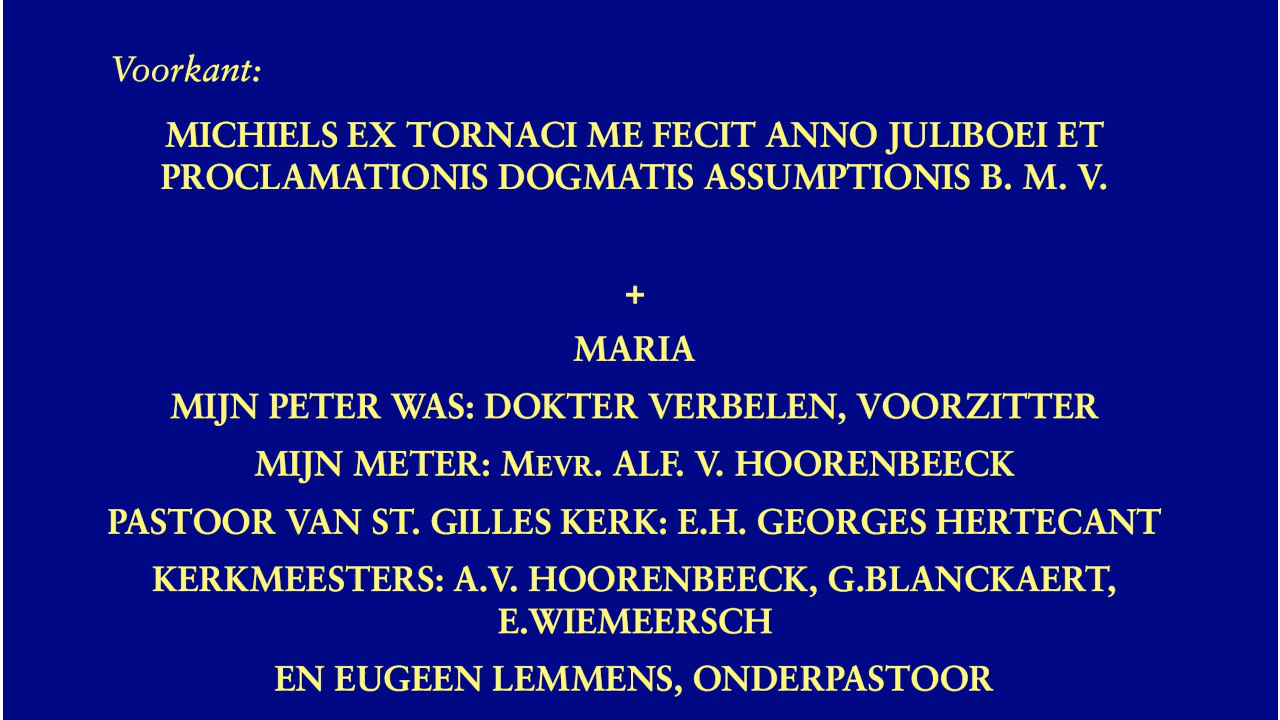 Voorkant:
MICHIELS EX TORNACI ME FECIT ANNO JULIBOEI ET
PROCLAMATIONIS DOGMATIS ASSUMPTIONIS B. M. V.
+
MARIA
MIJN PETER WAS: DOKTER VERBELEN, VOORZITTER
MIJN METER: MEVR. ALF. V. HOORENBEECK
PASTOOR VAN ST. GILLES KERK: E.H. GEORGES HERTECANT
KERKMEESTERS: A.V. HOORENBEECK, G.BLANCKAERT,
E.WIEMEERSCH
EN EUGEEN LEMMENS, ONDERPASTOOR